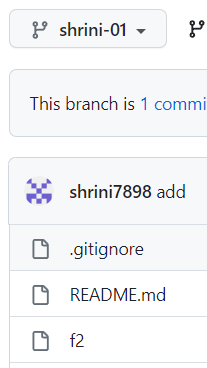 shrini-01
This branch is 1 commi
shrini7898 add
.gitignore
README.md
f2